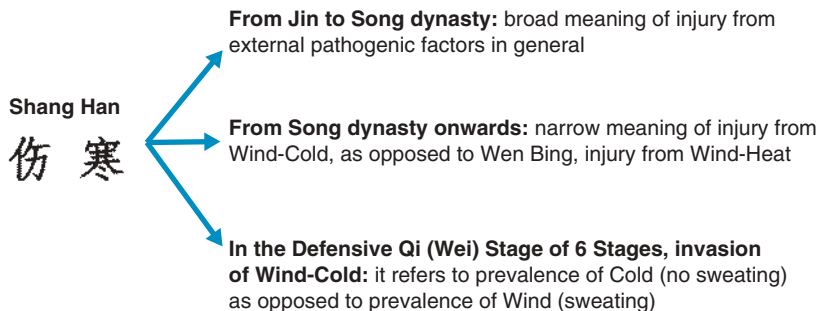 From Jin to Song dynasty: broad meaning of injury from
external pathogenic factors in general
Shang Han
伤 寒
From Song dynasty onwards: narrow meaning of injury from
Wind-Cold, as opposed to Wen Bing, injury from Wind-Heat
In the Defensive Qi (Wei) Stage of 6 Stages, invasion
of Wind-Cold: it refers to prevalence of Cold (no sweating)
as opposed to prevalence of Wind (sweating)